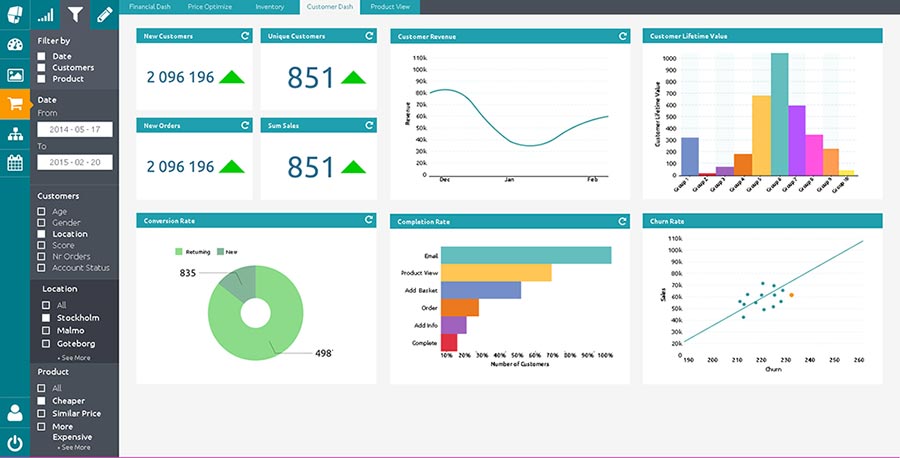 Financial Dash Price Optimize Inventory Customer Dash Product View
Filter by
Date
Customers
Product
Date
From
2014 - 05 - 17
To
2015 - 02 - 20
Customers
Age
Gender
Location
Score
Nr Orders
Account Status
Location
All
Stockholm
Malmo
Goteborg
• See More
Product
All
Cheaper
Similar Price
More
Expensive
• See More
New Customers
2 096 196
Unique Customers
851
New Orders
2 096 196
Sum Sales
851
Customer Revenue
Revenue
110k
100k
90k
80k
70k
60k
50k
40k
30k
20k
0
Dec Jan Feb
Customer Lifetime Value
Customer Lifetime Value
1000
900
800
700
600
500
400
300
200
100
0
Group 1 Group 2 Group 3 Group 4 Group 5 Group 6 Group 7 Group 8 Group 9 Group 10
Conversion Rate
Returning New
835
498'
Completion Rate
Email
Product View
Add Basket
Order
Add Info
Complete
10% 20% 30% 40% 50% 60% 70% 80% 90% 100%
Number of Customers
Churn Rate
Sales
110k
100k
90k
80k
70k
60k
50k
40k
30k
20k
0
190 200 210 220 230 240 250 262
Churn